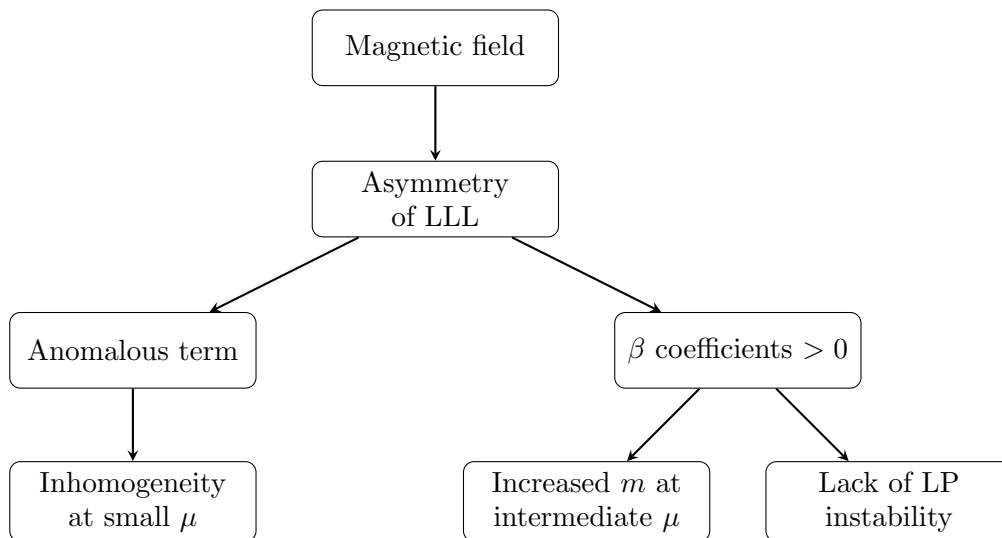 Magnetic field
Asymmetry
of LLL
Anomalous term
β coefficients > 0
Inhomogeneity
at small μ
Increased m at
intermediate μ
Lack of LP
instability